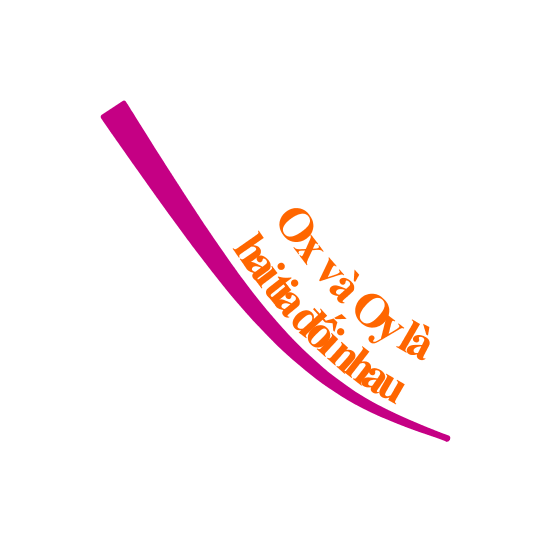 Ox và Oy là
hai tia đối nhau